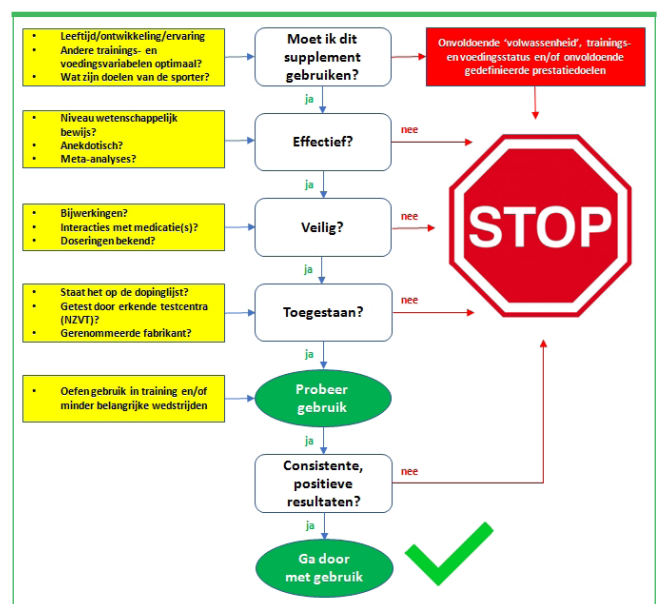 • Leeftijd/ontwikkeling/ervaring
• Andere trainings- en
voedingsvariabelen optimaal?
• Wat zijn doelen van de sporter?
Moet ik dit
supplement
gebruiken?
Onvoldoende ‘volwassenheid’, trainings-
en voedingsstatus en/of onvoldoende
gedefinieerde prestatiedoelen
ja
• Niveau wetenschappelijk
bewijs?
• Anekdotisch?
• Meta-analyses?
Effectief?
nee
ja
• Bijwerkingen?
• Interacties met medicatie(s)?
• Doseringen bekend?
Veilig?
nee
STOP
ja
• Staat het op de dopinglijst?
• Getest door erkende testcentra
(NZVT)?
• Gerenommeerde fabrikant?
Toegestaan?
nee
ja
• Oefen gebruik in training en/of
minder belangrijke wedstrijden
Probeer
gebruik
ja
Consistente,
positieve
resultaten?
nee
ja
Ga door
met gebruik